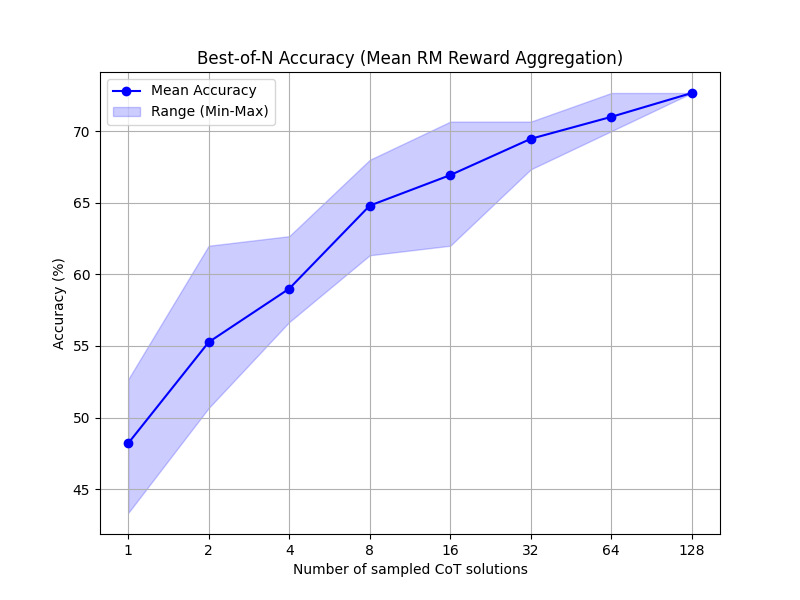 Best-of-N Accuracy (Mean RM Reward Aggregation)
Mean Accuracy
Range (Min-Max)
Accuracy (%)
70
65
60
55
50
45
1 2 4 8 16 32 64 128
Number of sampled CoT solutions